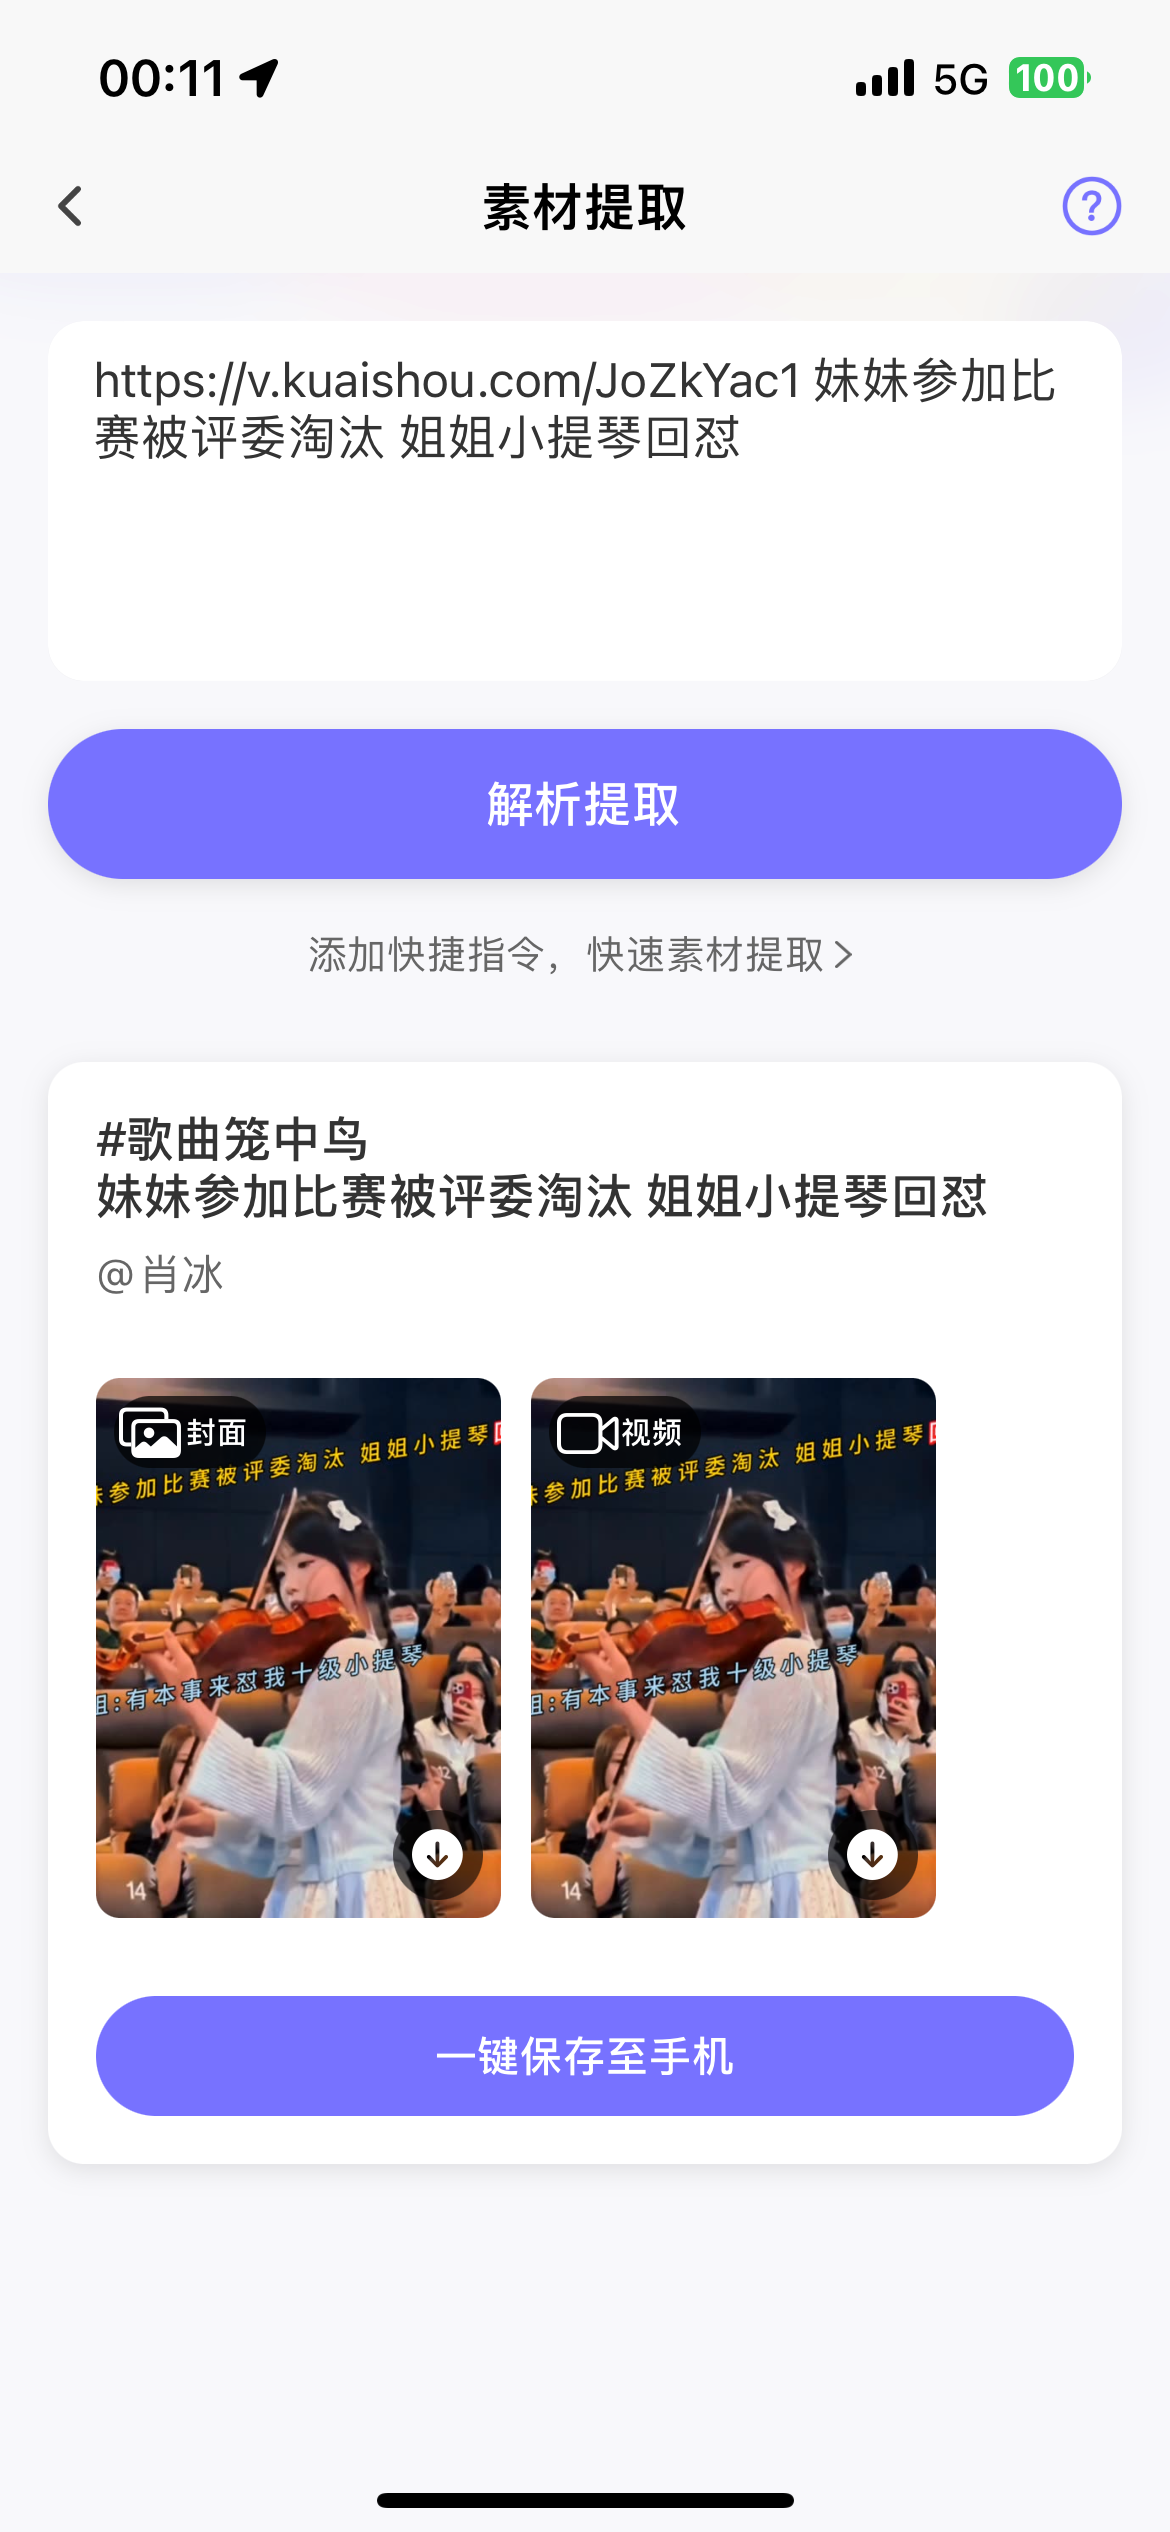 00:11
5G
100
素材提取
?
https://v.kuaishou.com/JoZkYac1 妹妹参加比
赛被评委淘汰 姐姐小提琴回怼
解析提取
添加快捷指令，快速素材提取
#歌曲笼中鸟
妹妹参加比赛被评委淘汰 姐姐小提琴回怼
@肖冰
封面
参加比赛被评委淘汰 姐姐小提琴
姐:有本事来怼我十级小提琴
12
14
视频
参加比赛被评委淘汰 姐姐小提琴
姐:有本事来怼我十级小提琴
12
14
一键保存至手机